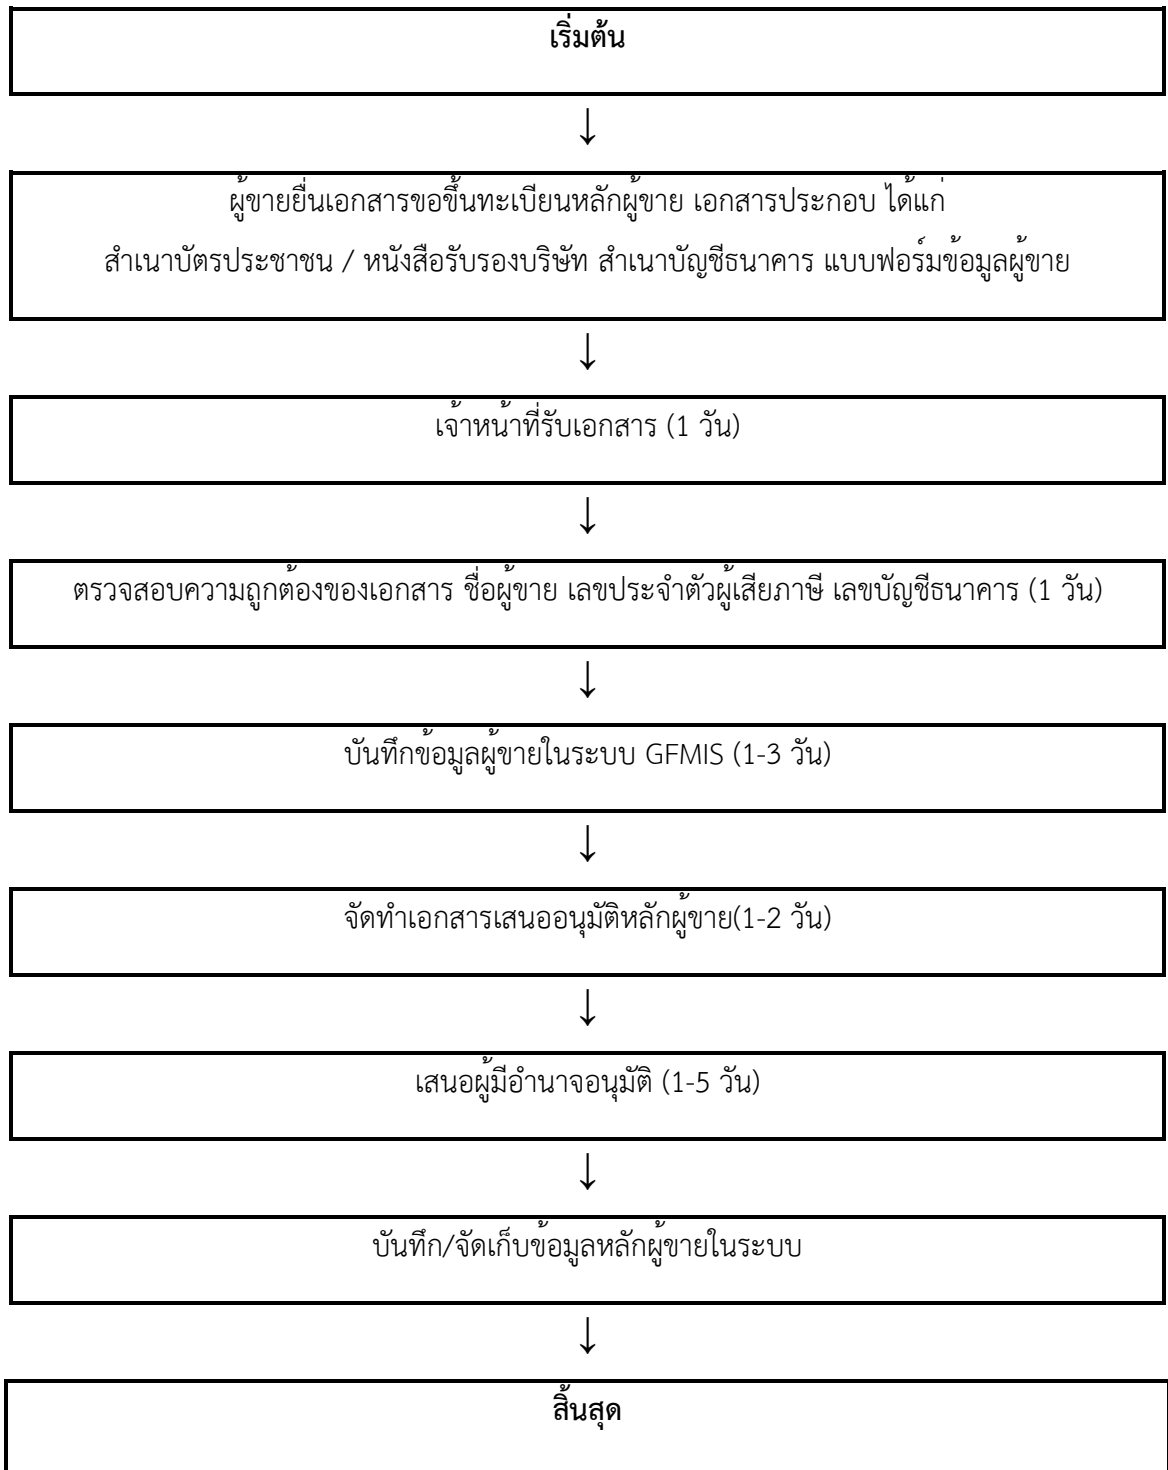 เริ่มต้น
↓
ผู้ขายยื่นเอกสารขอขึ้นทะเบียนหลักผู้ขาย เอกสารประกอบ ได้แก่
สำเนาบัตรประชาชน / หนังสือรับรองบริษัท สำเนาบัญชีธนาคาร แบบฟอร์มข้อมูลผู้ขาย
↓
เจ้าหน้าที่รับเอกสาร (1 วัน)
↓
ตรวจสอบความถูกต้องของเอกสาร ชื่อผู้ขาย เลขประจำตัวผู้เสียภาษี เลขบัญชีธนาคาร (1 วัน)
↓
บันทึกข้อมูลผู้ขายในระบบ GFMIS (1-3 วัน)
↓
จัดทำเอกสารเสนออนุมัติหลักผู้ขาย(1-2 วัน)
↓
เสนอผู้มีอำนาจอนุมัติ (1-5 วัน)
↓
บันทึก/จัดเก็บข้อมูลหลักผู้ขายในระบบ
↓
สิ้นสุด